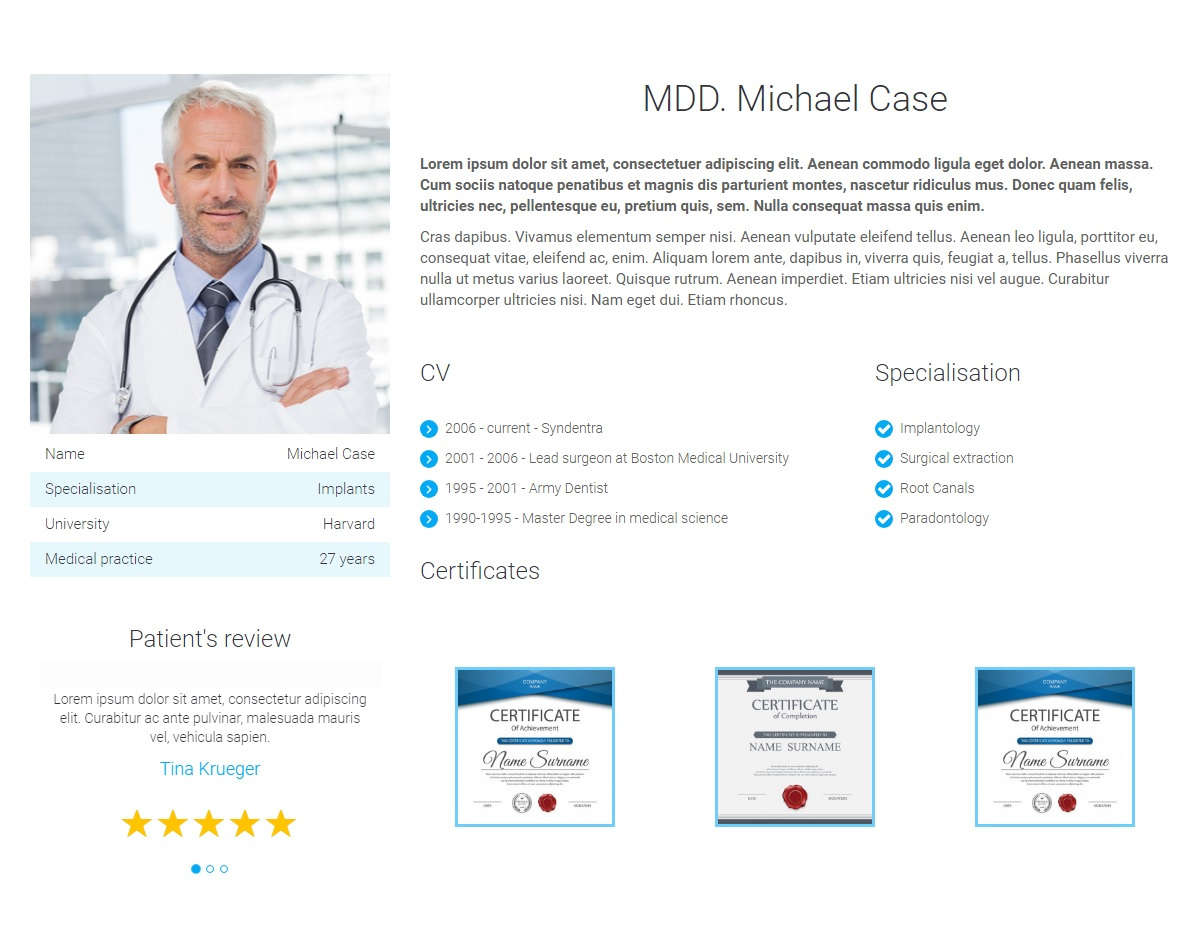 MDD. Michael Case
Lorem ipsum dolor sit amet, consectetuer adipiscing elit. Aenean commodo ligula eget dolor. Aenean massa.
Cum sociis natoque penatibus et magnis dis parturient montes, nascetur ridiculus mus. Donec quam felis,
ultricies nec, pellentesque eu, pretium quis, sem. Nulla consequat massa quis enim.
Cras dapibus. Vivamus elementum semper nisi. Aenean vulputate eleifend tellus. Aenean leo ligula, porttitor eu,
consequat vitae, eleifend ac, enim. Aliquam lorem ante, dapibus in, viverra quis, feugiat a, tellus. Phasellus viverra
nulla ut metus varius laoreet. Quisque rutrum. Aenean imperdiet. Etiam ultricies nisi vel augue. Curabitur
ullamcorper ultricies nisi. Nam eget dui. Etiam rhoncus.
Name Michael Case
Specialisation Implants
University Harvard
Medical practice 27 years
Patient's review
Lorem ipsum dolor sit amet, consectetur adipiscing
elit. Curabitur ac ante pulvinar, malesuada mauris
vel, vehicula sapien.
Tina Krueger
CV
2006 - current - Syndentra
2001 - 2006 - Lead surgeon at Boston Medical University
1995 - 2001 - Army Dentist
1990-1995 - Master Degree in medical science
Specialisation
Implantology
Surgical extraction
Root Canals
Paradontology
Certificates
COMPANY
NAME
CERTIFICATE
Of Achievement
Name Surname
THE COMPANY NAME
CERTIFICATE
of Completion
NAME SURNAME
COMPANY
NAME
CERTIFICATE
Of Achievement
Name Surname